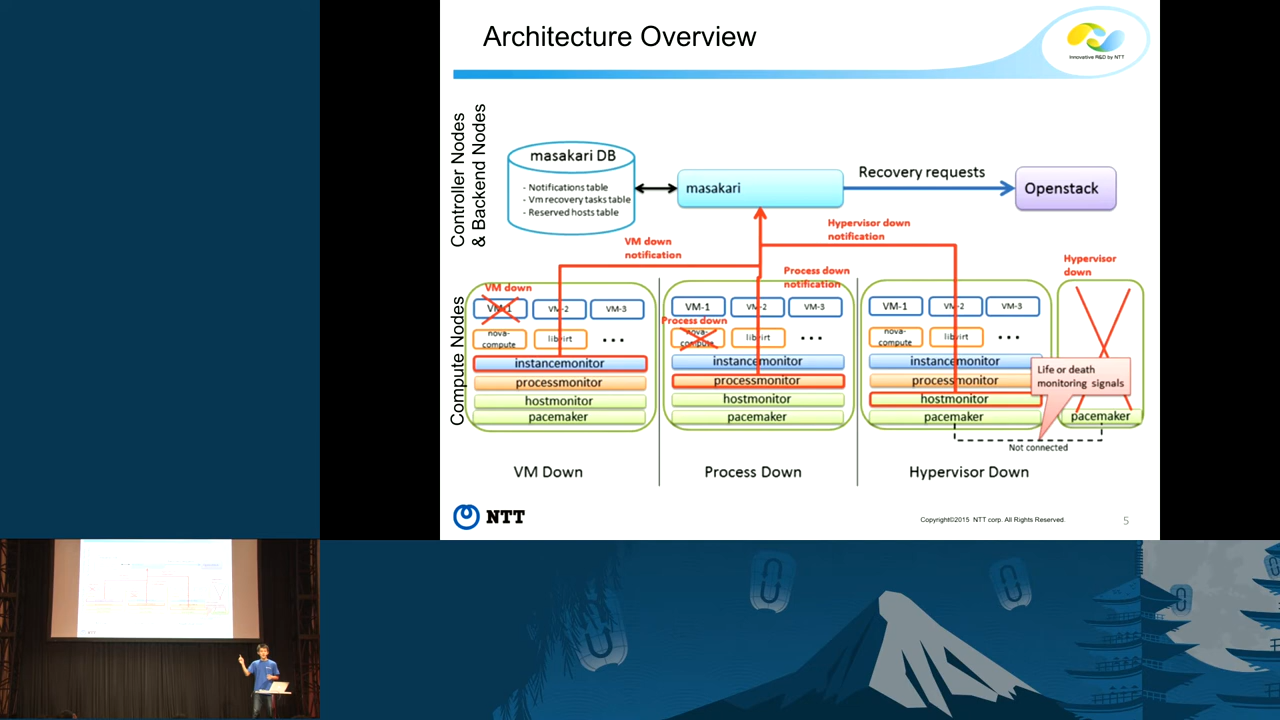 Architecture Overview
Innovative R&D by NTT
Controller Nodes
& Backend Nodes
masakari DB
- Notifications table
- Vm recovery tasks table
- Reserved hosts table
masakari
Recovery requests
Openstack
VM down
notification
Hypervisor down
notification
Process down
notification
Hypervisor
down
Compute Nodes
VM down
VM-1
VM-2
VM-3
nova-
compute
libvirt
...
instancemonitor
processmonitor
hostmonitor
pacemaker
VM-1
VM-2
VM-3
Process down
nova-
compute
libvirt
...
instancemonitor
processmonitor
hostmonitor
pacemaker
VM-1
VM-2
VM-3
nova-
compute
libvirt
...
instancemonitor
processmonitor
hostmonitor
pacemaker
Life or death
monitoring signals
pacemaker
Not connected
VM Down
Process Down
Hypervisor Down
NTT
Copyright©2015 NTT corp. All Rights Reserved.
5